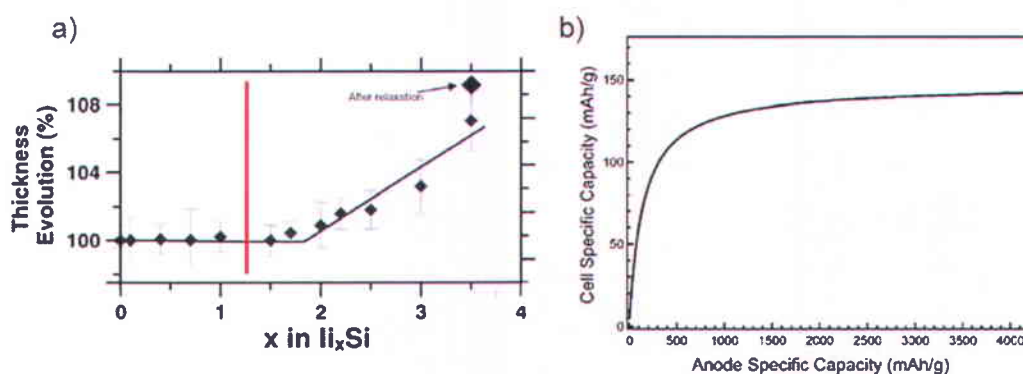 a)
Thickness
Evolution (%)
108
104
100
After relaxation
0
1
2
3
4
x in liₓSi
b)
Cell Specific Capacity (mAh/g)
150
100
50
0
0
500
1000
1500
2000
2500
3000
3500
4000
Anode Specific Capacity (mAh/g)